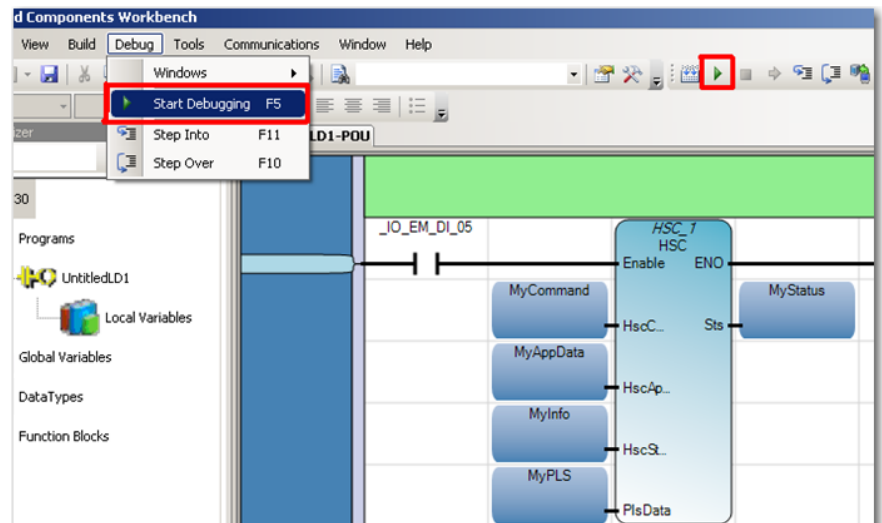 d Components Workbench
View Build Debug Tools Communications Window Help
Windows
Start Debugging F5
Step Into F11
Step Over F10
izer
LD1-POU
30
Programs
UntitledLD1
Local Variables
Global Variables
DataTypes
Function Blocks
_IO_EM_DI_05
HSC_1
HSC
Enable ENO
MyCommand
HscC...
Sts
MyStatus
MyAppData
HscAp...
MyInfo
HscSt...
MyPLS
PlsData